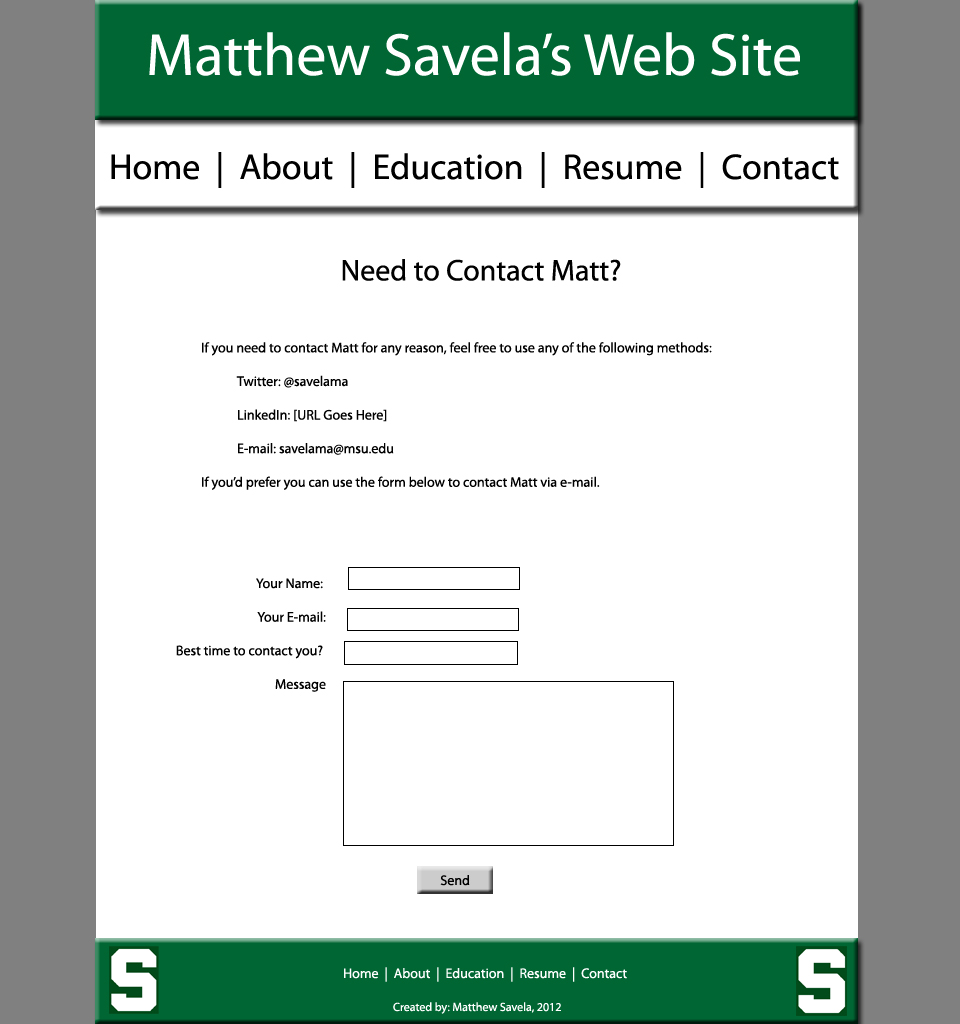 Matthew Savela’s Web Site
Home | About | Education | Resume | Contact
Need to Contact Matt?
If you need to contact Matt for any reason, feel free to use any of the following methods:
Twitter: @savelama
LinkedIn: [URL Goes Here]
E-mail: savelama@msu.edu
If you’d prefer you can use the form below to contact Matt via e-mail.
Your Name:
Your E-mail:
Best time to contact you?
Message
Send
S
S
Home | About | Education | Resume | Contact
Created by: Matthew Savela, 2012